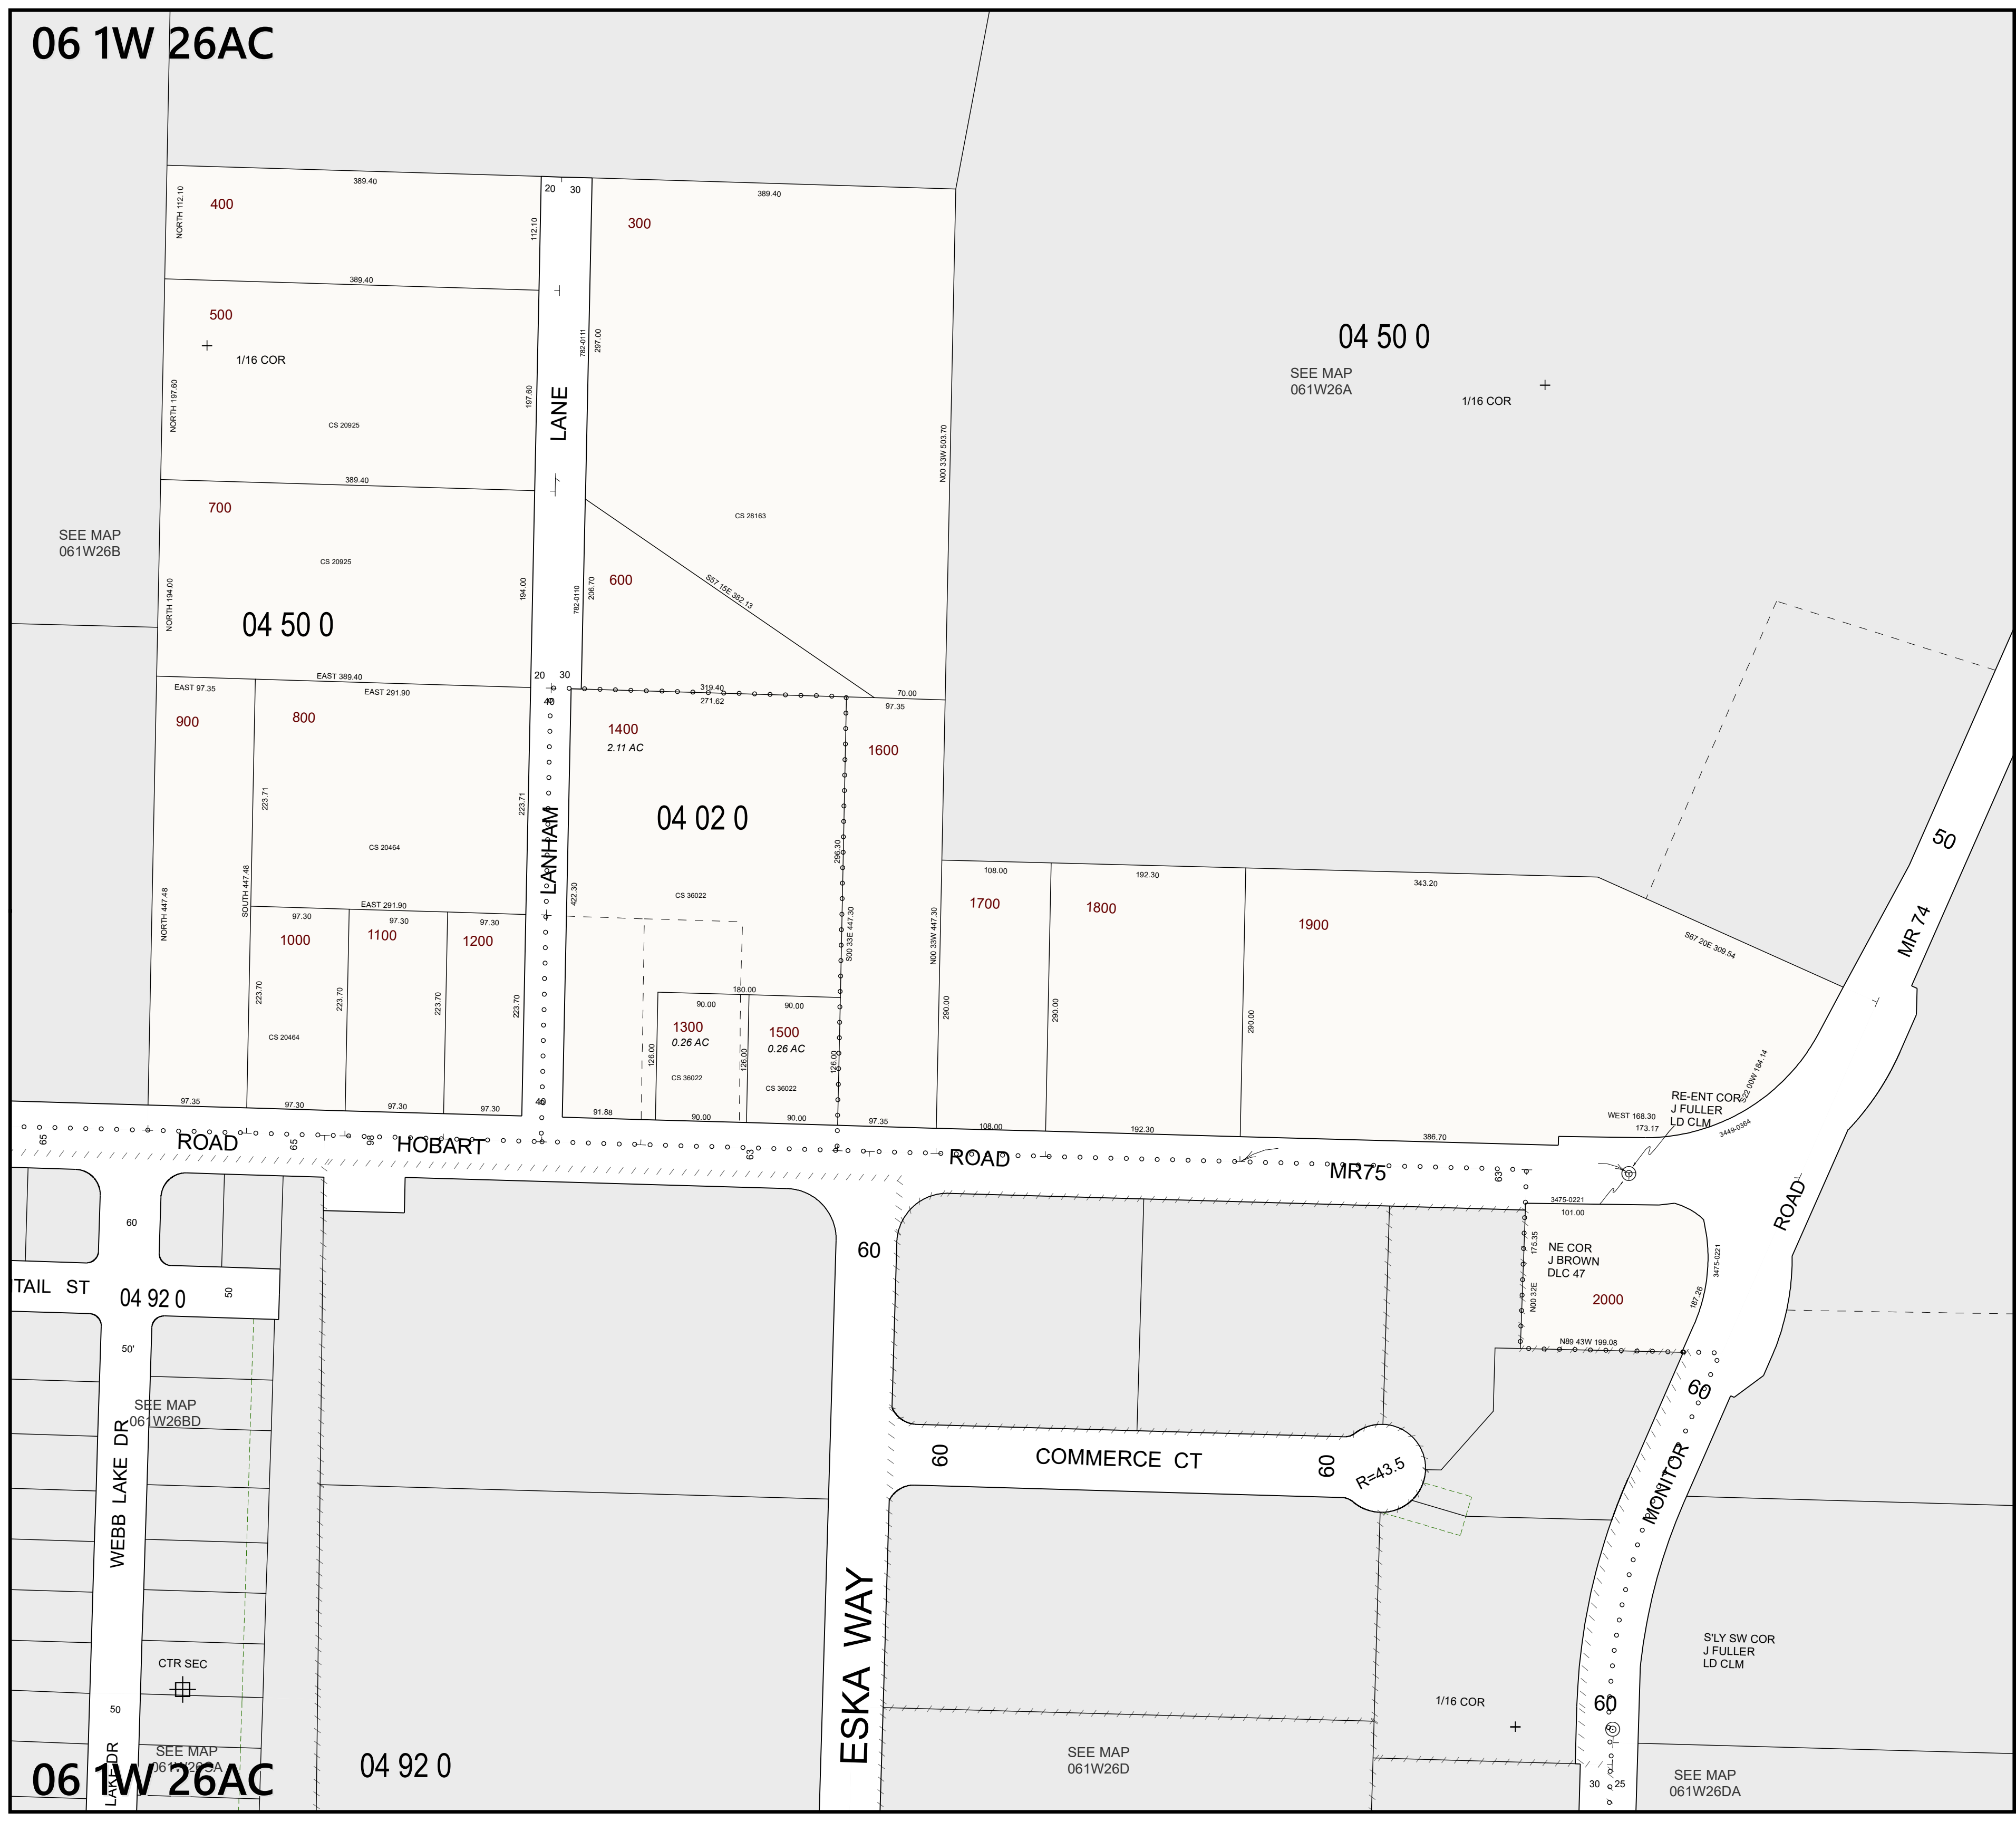 06 1W 26AC
389.40
400
NORTH 112.10
112.10
20 30
389.40
300
389.40
500
1/16 COR
NORTH 197.60
197.60
CS 20925
782-0111
297.00
LANE
N00 33W 503.70
04 50 0
SEE MAP
061W26A
1/16 COR
389.40
700
SEE MAP
061W26B
CS 20925
NORTH 194.00
194.00
04 50 0
CS 28163
600
782-0110
206.70
S57 15E 382.13
EAST 389.40
20 30
319.40
70.00
EAST 97.35
EAST 291.90
40
271.62
97.35
900
800
1400
2.11 AC
1600
223.71
223.71
LANHAM
04 02 0
CS 20464
296.30
CS 36022
422.30
NORTH 447.48
SOUTH 447.48
EAST 291.90
97.30
97.30
97.30
1000
1100
1200
S00 33E 447.30
N00 33W 447.30
108.00
192.30
343.20
1700
1800
1900
S67 20E 309.54
50
MR 74
223.70
223.70
223.70
223.70
CS 20464
180.00
90.00
90.00
1300
0.26 AC
1500
0.26 AC
126.00
126.00
126.00
CS 36022
CS 36022
290.00
290.00
290.00
S22 00W 184.14
RE-ENT COR
J FULLER
LD CLM
WEST 168.30
173.17
3449-0364
97.35
97.30
97.30
97.30
40
91.88
90.00
90.00
97.35
108.00
192.30
386.70
65
ROAD
65
98
HOBART
63
ROAD
MR75
63
60
60
3475-0221
101.00
175.35
NE COR
J BROWN
DLC 47
N00 32E
2000
187.26
3475-0221
ROAD
N89 43W 199.08
TAIL ST
04 92 0
50
50'
SEE MAP
061W26BD
WEBB LAKE DR
60
COMMERCE CT
60
R=43.5
60
MONITOR
ESKA WAY
CTR SEC
50
S'LY SW COR
J FULLER
LD CLM
1/16 COR
60
LAKE DR
SEE MAP
06 1W 26AC
04 92 0
SEE MAP
061W26D
30 25
SEE MAP
061W26DA